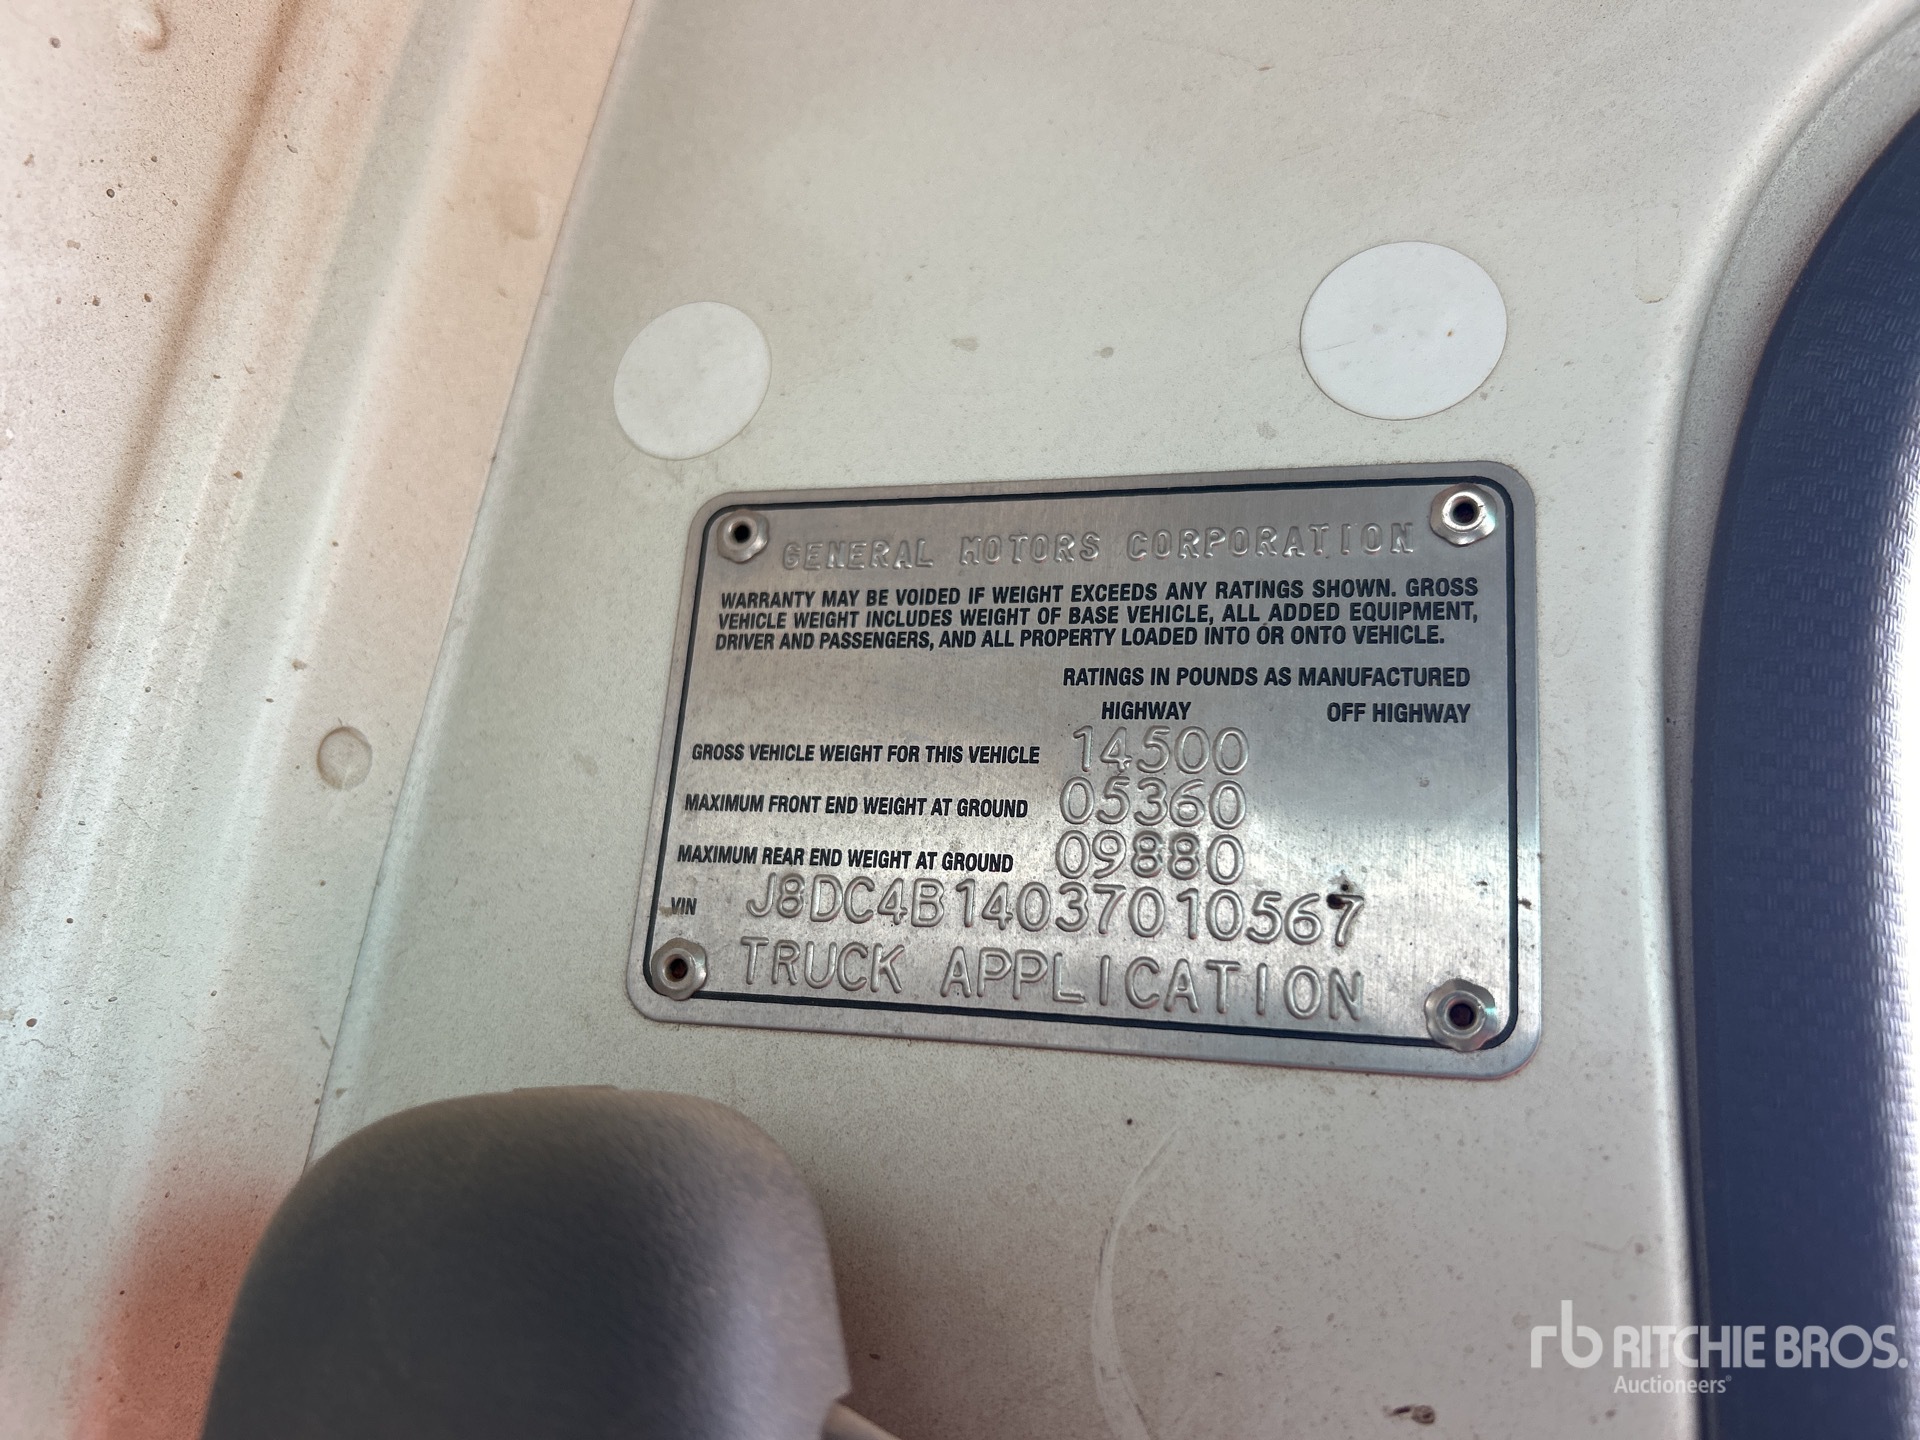 GENERAL MOTORS CORPORATION
WARRANTY MAY BE VOIDED IF WEIGHT EXCEEDS ANY RATINGS SHOWN. GROSS
VEHICLE WEIGHT INCLUDES WEIGHT OF BASE VEHICLE, ALL ADDED EQUIPMENT,
DRIVER AND PASSENGERS, AND ALL PROPERTY LOADED INTO OR ONTO VEHICLE.
RATINGS IN POUNDS AS MANUFACTURED
HIGHWAY OFF HIGHWAY
GROSS VEHICLE WEIGHT FOR THIS VEHICLE 14500
MAXIMUM FRONT END WEIGHT AT GROUND 05360
MAXIMUM REAR END WEIGHT AT GROUND 09880
VIN J8DC4B14037010567
TRUCK APPLICATION
rb RITCHIE BROS.
Auctioneers®